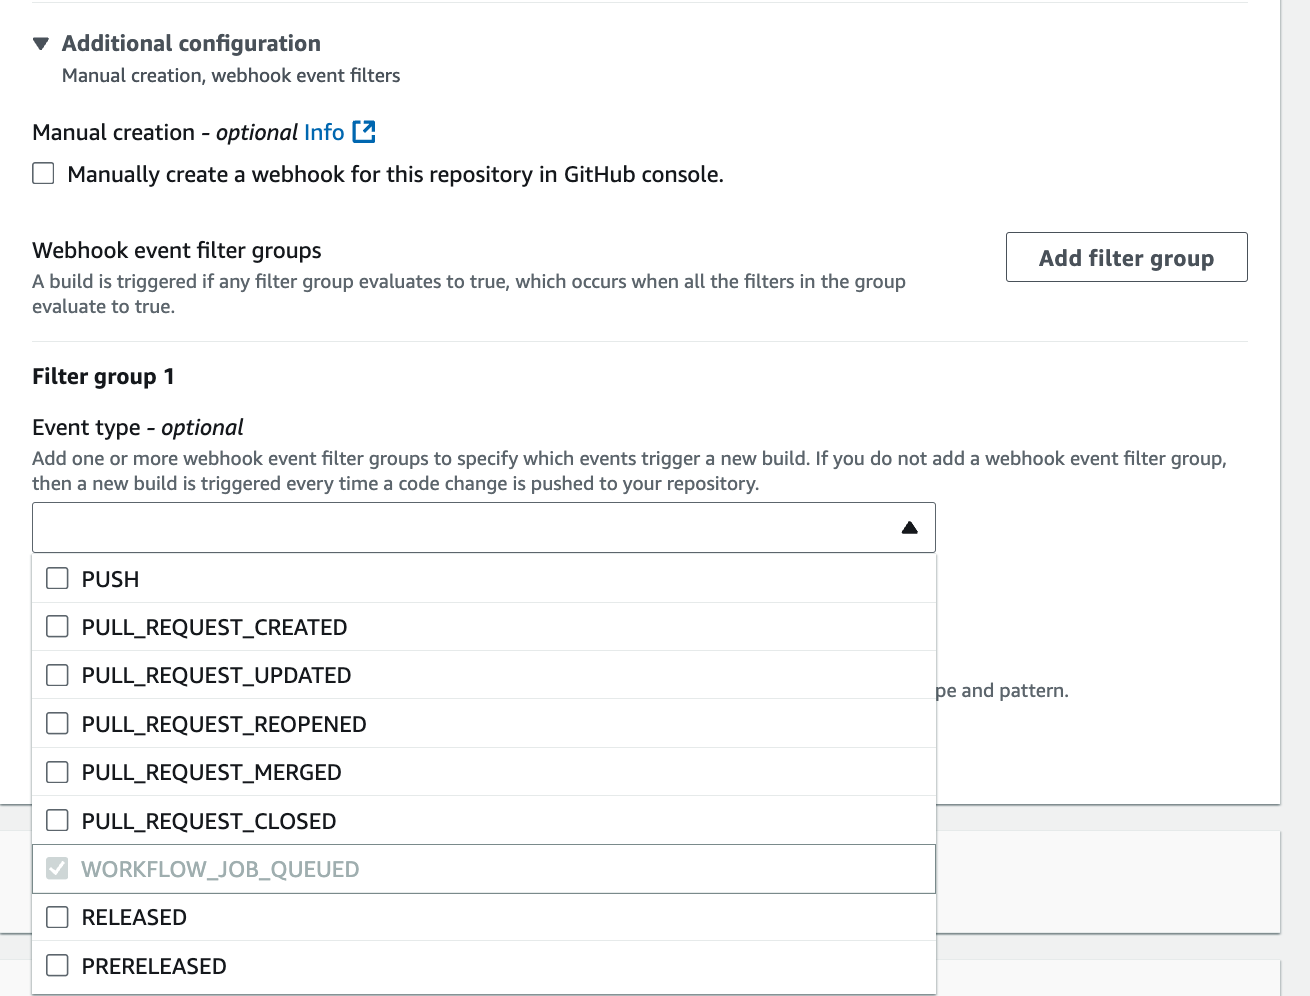 Additional configuration
Manual creation, webhook event filters
Manual creation - optional Info
Manually create a webhook for this repository in GitHub console.
Webhook event filter groups
Add filter group
A build is triggered if any filter group evaluates to true, which occurs when all the filters in the group
evaluate to true.
Filter group 1
Event type - optional
Add one or more webhook event filter groups to specify which events trigger a new build. If you do not add a webhook event filter group,
then a new build is triggered every time a code change is pushed to your repository.
PUSH
PULL_REQUEST_CREATED
PULL_REQUEST_UPDATED
pe and pattern.
PULL_REQUEST_REOPENED
PULL_REQUEST_MERGED
PULL_REQUEST_CLOSED
WORKFLOW_JOB_QUEUED
RELEASED
PRERELEASED